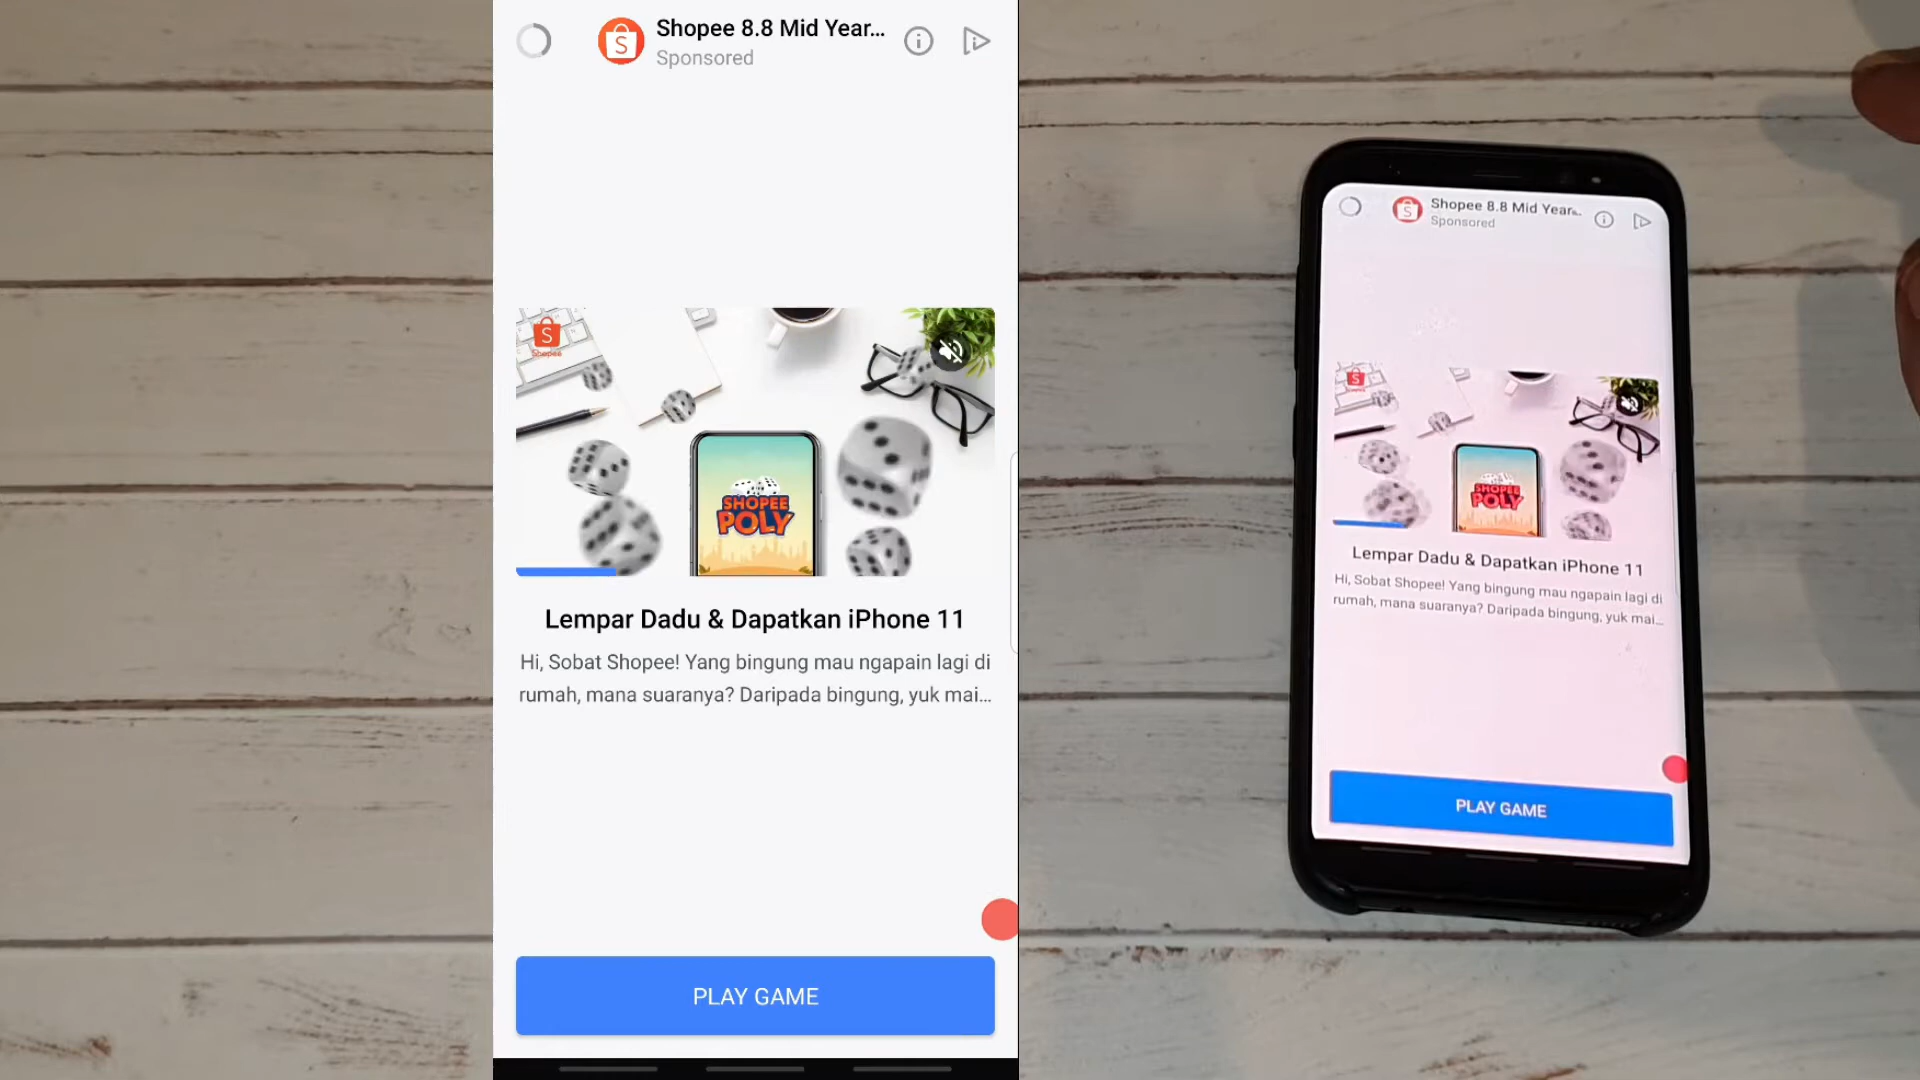 Shopee 8.8 Mid Year...
Sponsored
Shopee
SHOPEE
POLY
Lempar Dadu & Dapatkan iPhone 11
Hi, Sobat Shopee! Yang bingung mau ngapain lagi di
rumah, mana suaranya? Daripada bingung, yuk mai...
PLAY GAME
Shopee 8.8 Mid Year...
Sponsored
SHOPEE
POLY
Lempar Dadu & Dapatkan iPhone 11
Hi, Sobat Shopee! Yang bingung mau ngapain lagi di
rumah, mana suaranya? Daripada bingung, yuk mai...
PLAY GAME